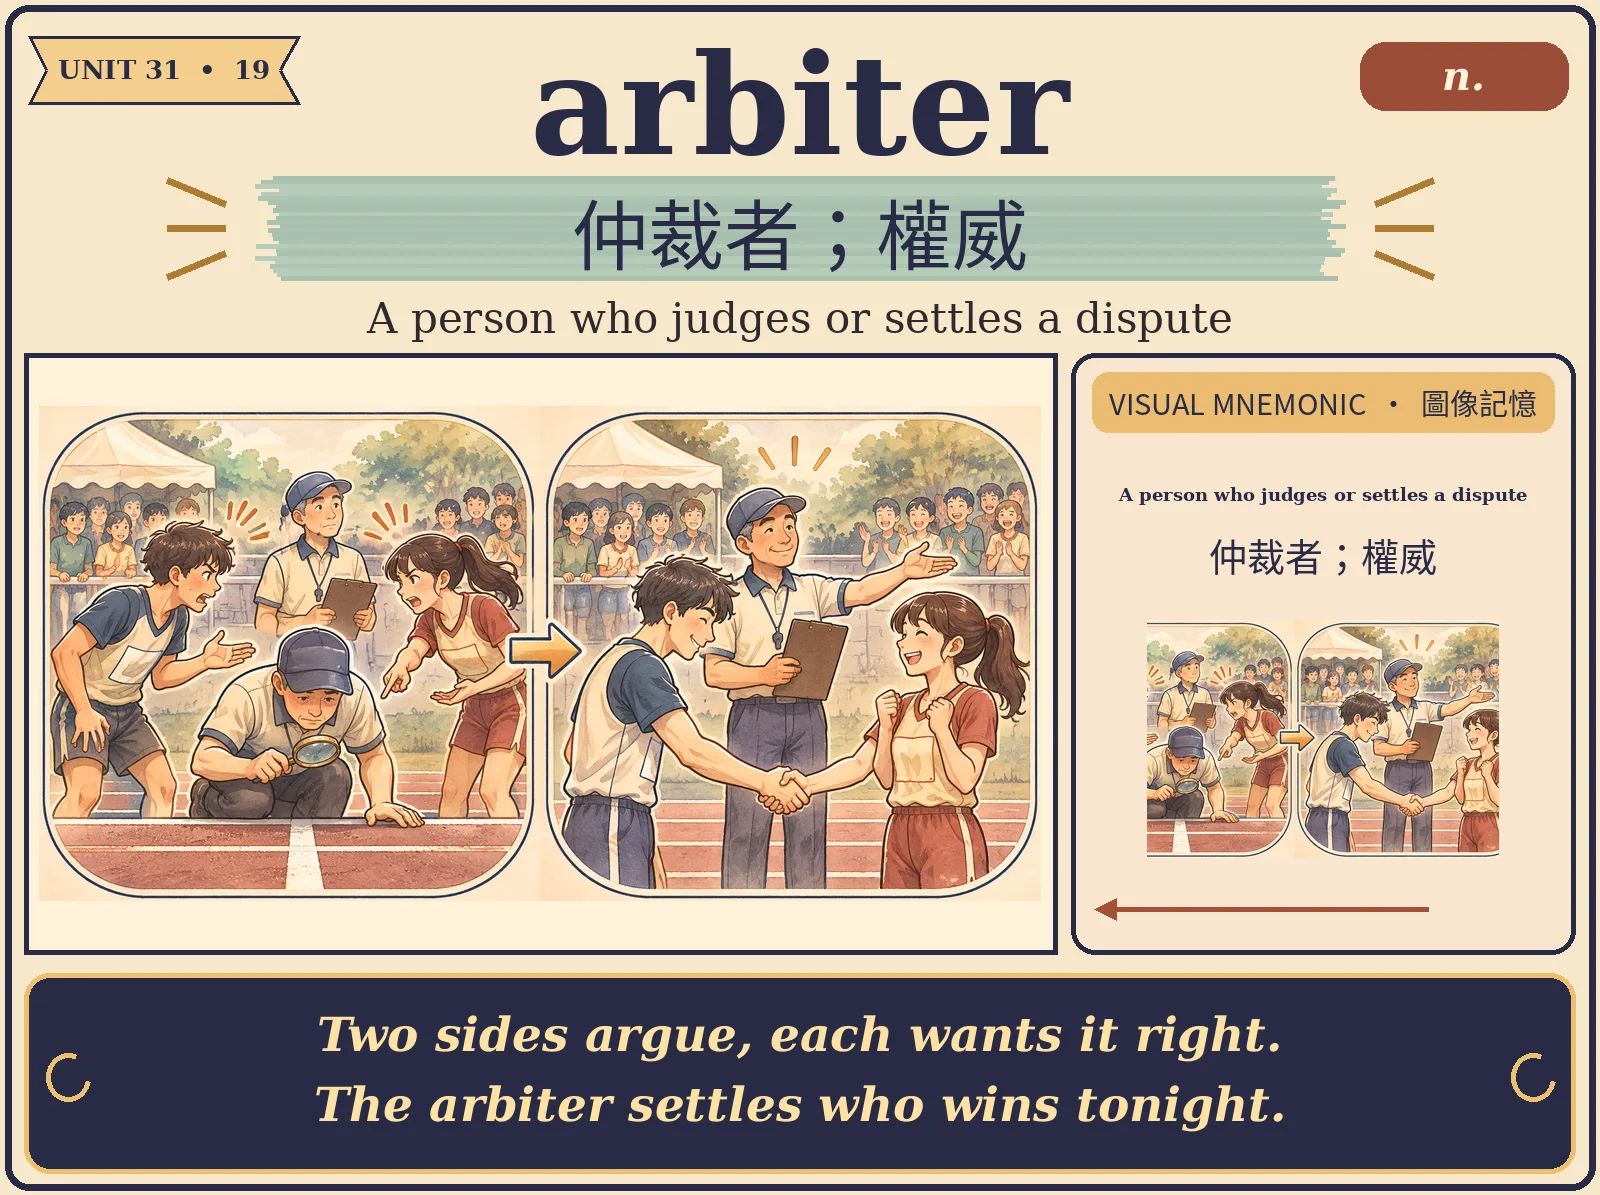 UNIT 31 • 19
arbiter
n.
仲裁者；權威
A person who judges or settles a dispute
VISUAL MNEMONIC • 圖像記憶
A person who judges or settles a dispute
仲裁者；權威
Two sides argue, each wants it right.
The arbiter settles who wins tonight.